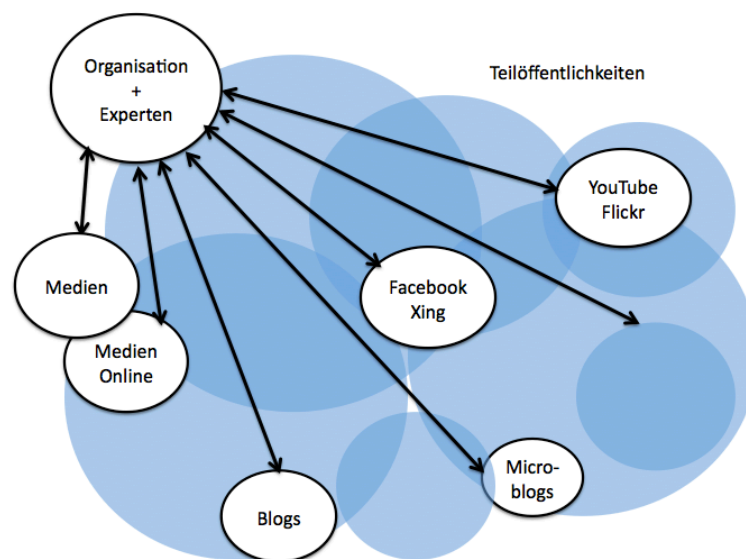 Organisation
+
Experten
Teilöffentlichkeiten
YouTube
Flickr
Medien
Facebook
Xing
Medien
Online
Micro-
blogs
Blogs